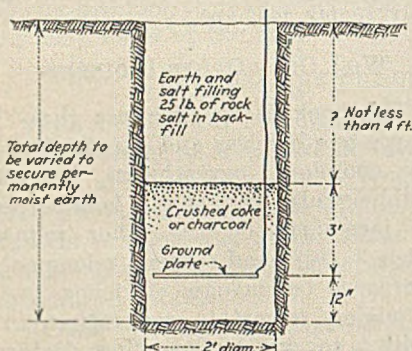 Earth and
salt filling
25 lb. of rock
salt in back-
fill
? Not less
than 4 ft.
Total depth to
be varied to
secure per-
manently
moist earth
Crushed coke
or charcoal
3'
Ground
plate
12"
2' diam.